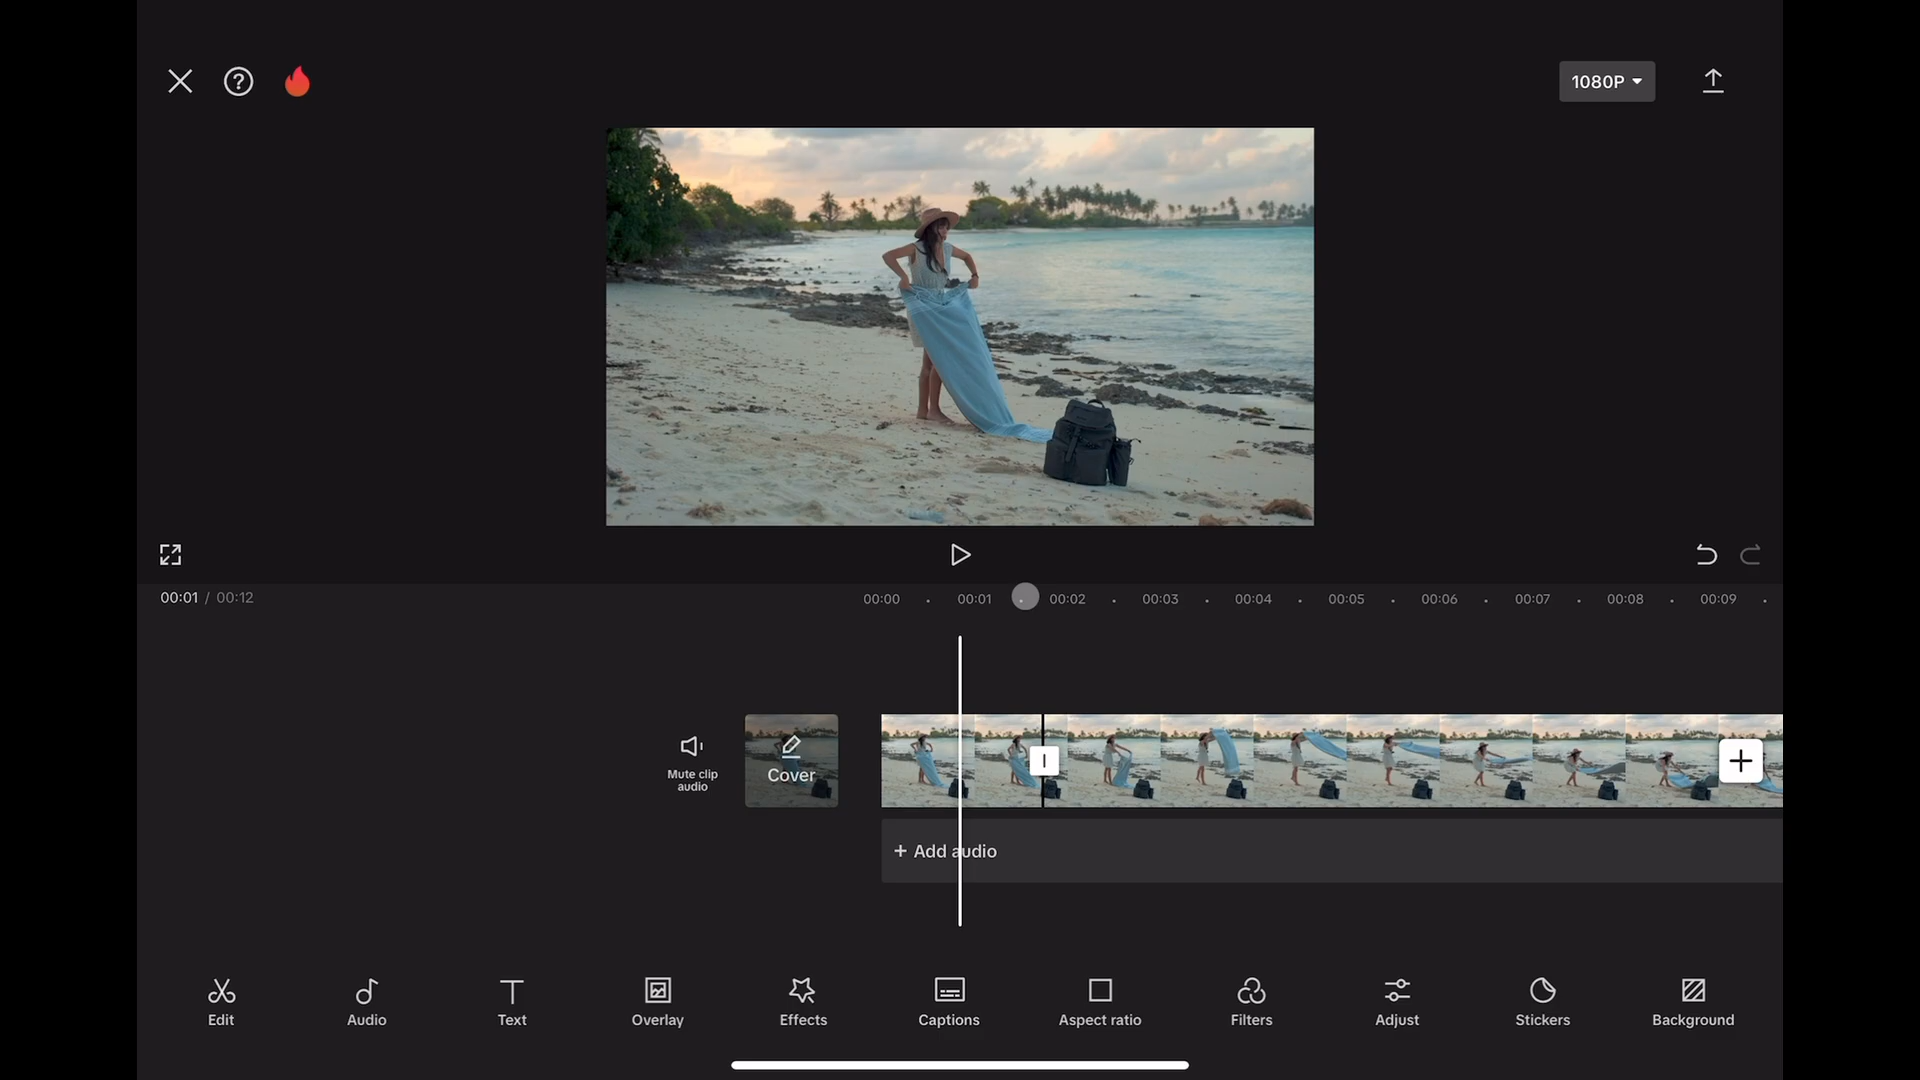 1080P
00:01 / 00:12
00:00 00:01 00:02 00:03 00:04 00:05 00:06 00:07 00:08 00:09
Mute clip
audio
Cover
+ Add audio
Edit Audio Text Overlay Effects Captions Aspect ratio Filters Adjust Stickers Background